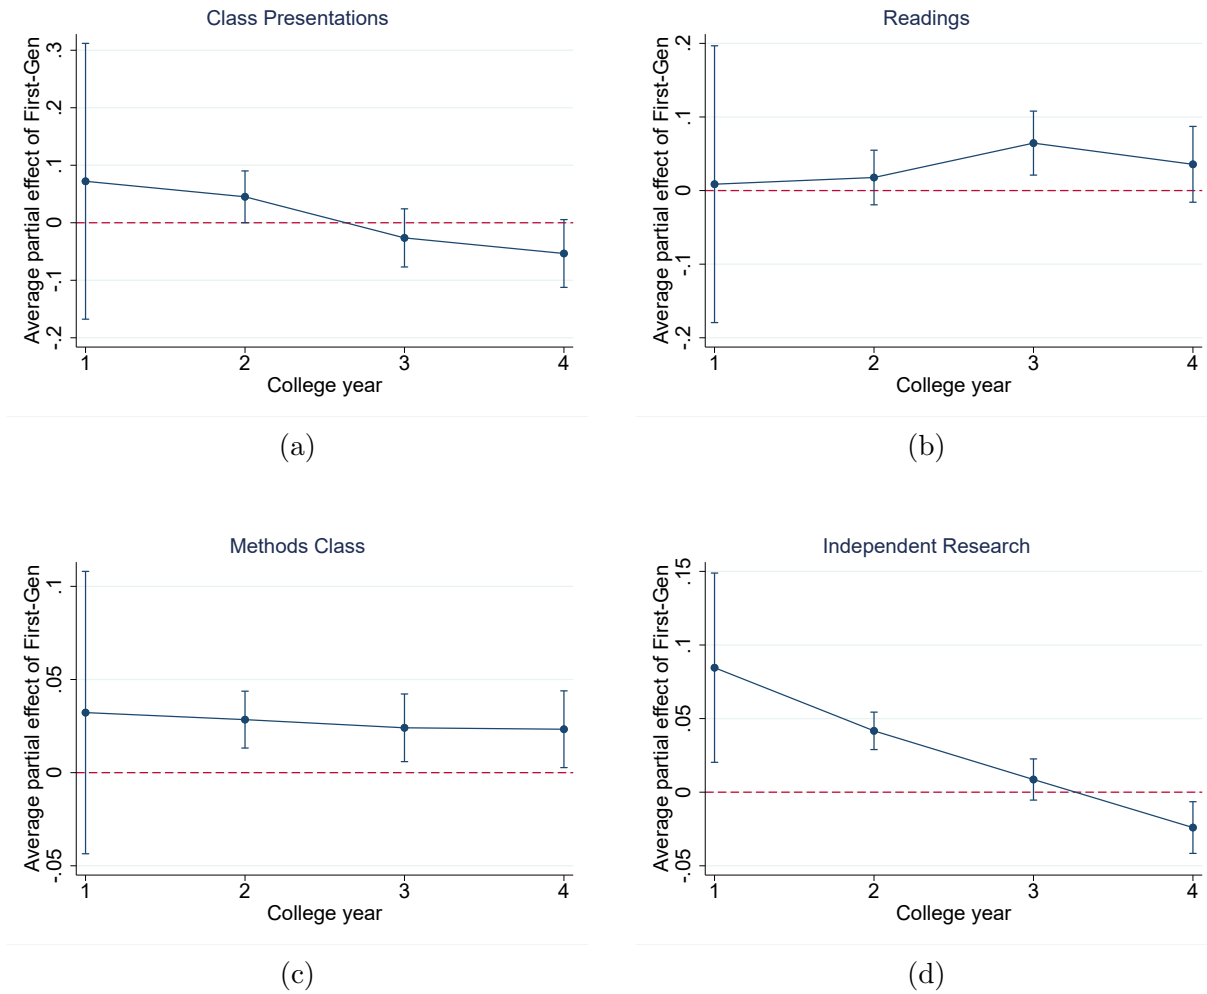 Class Presentations
Average partial effect of First-Gen
.3
.2
.1
0
-.1
-.2
1 2 3 4
College year
(a)
Readings
Average partial effect of First-Gen
.2
.1
0
-.1
-.2
1 2 3 4
College year
(b)
Methods Class
Average partial effect of First-Gen
.1
.05
0
-.05
1 2 3 4
College year
(c)
Independent Research
Average partial effect of First-Gen
.15
.1
.05
0
-.05
1 2 3 4
College year
(d)